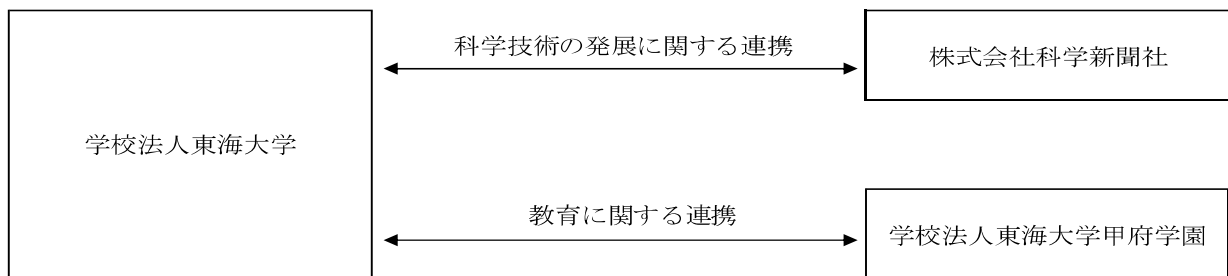 科学技術の発展に関する連携
株式会社科学新聞社
学校法人東海大学
教育に関する連携
学校法人東海大学甲府学園